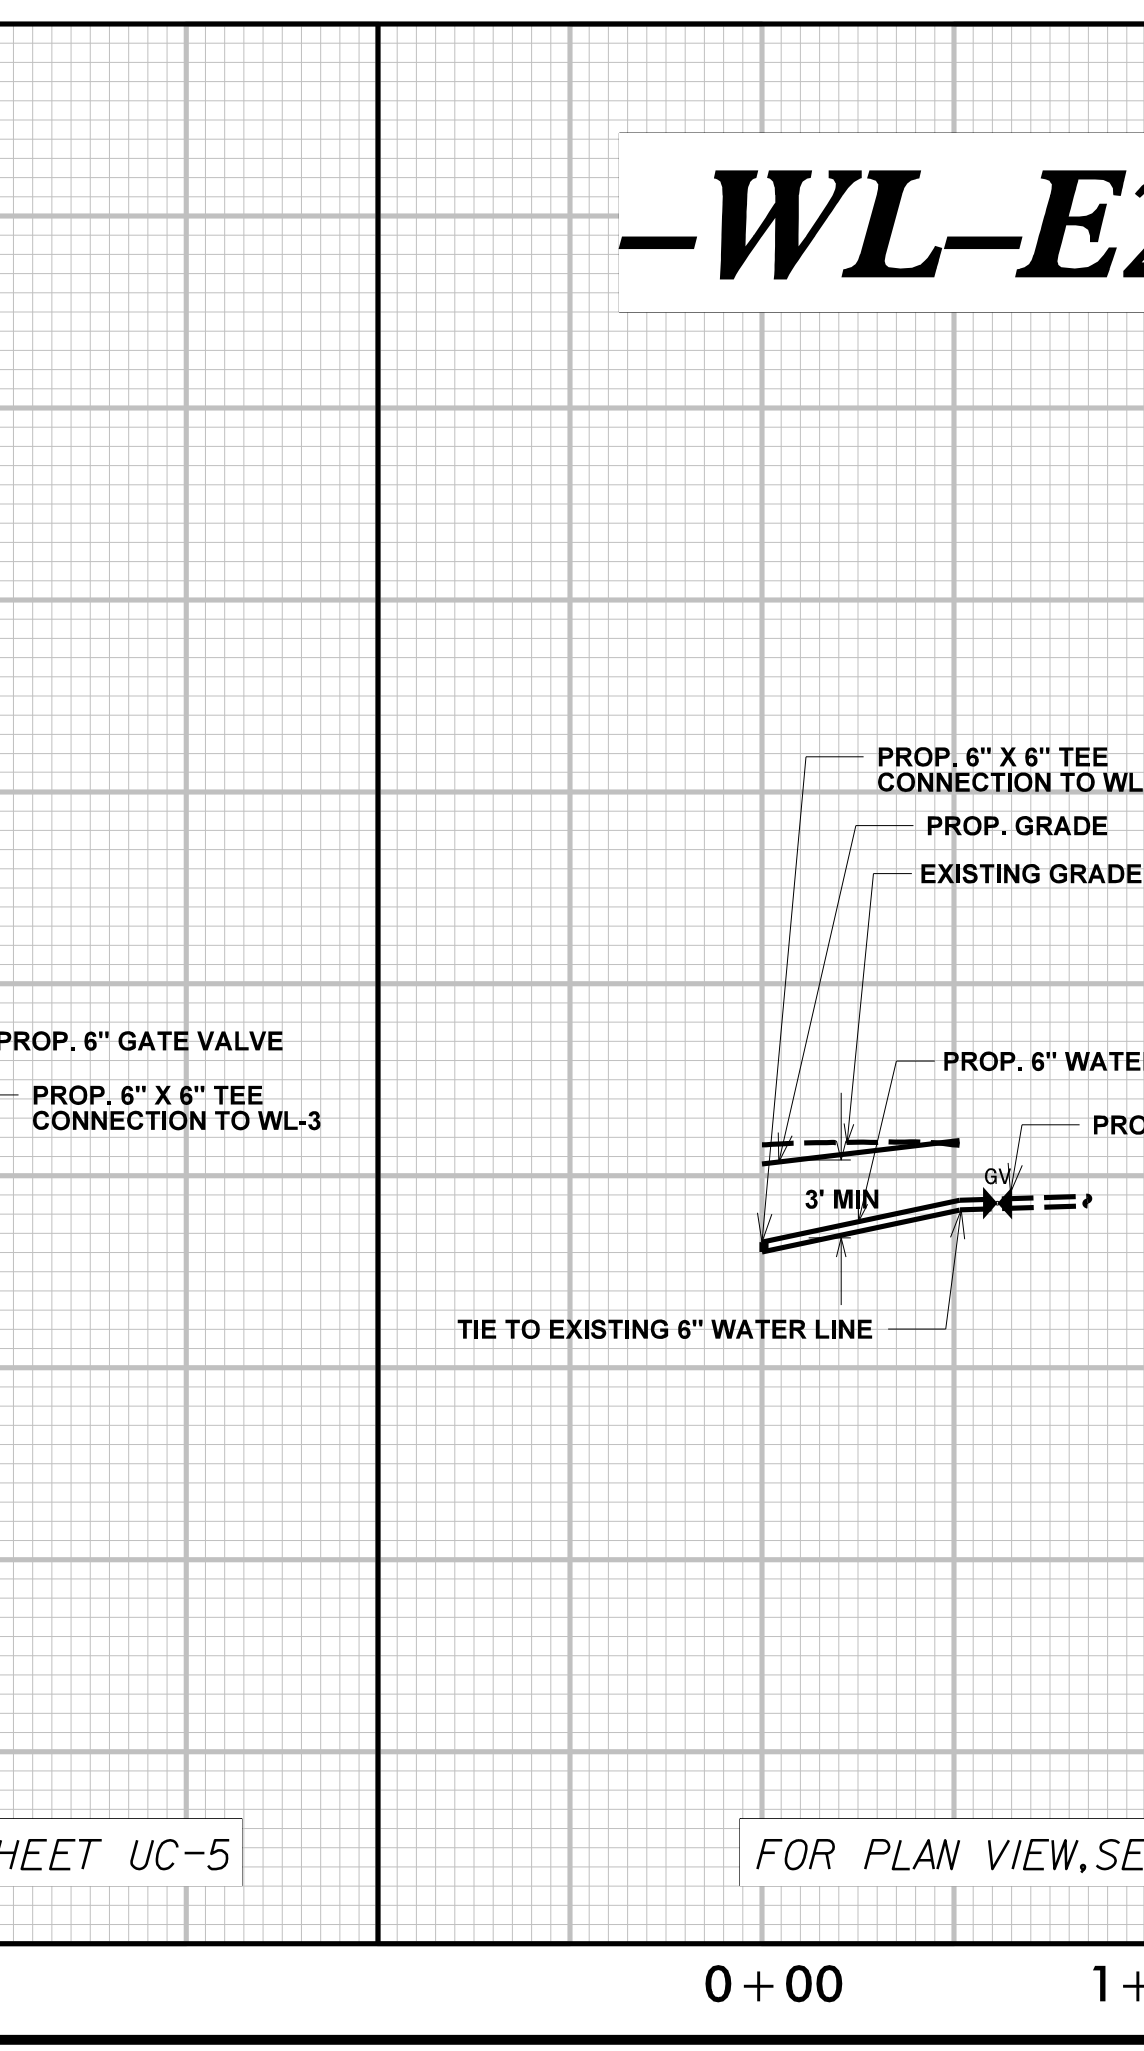 –WL–E2
PROP. 6" X 6" TEE
CONNECTION TO WL
PROP. GRADE
EXISTING GRADE
PROP. 6" GATE VALVE
PROP. 6" X 6" TEE
CONNECTION TO WL-3
PROP. 6" WATE
PRO
GV
3' MIN
TIE TO EXISTING 6" WATER LINE
HEET UC-5
FOR PLAN VIEW, SE
0+00
1+